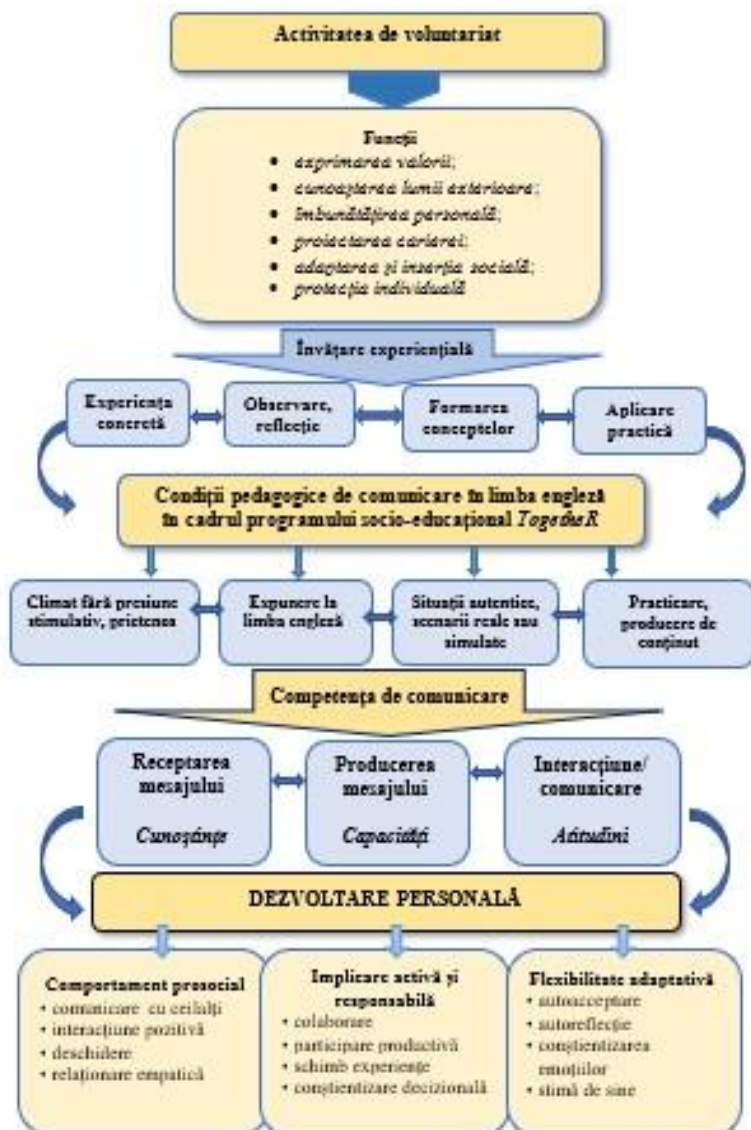 Activitatea de voluntariat
Funcții
• exprimarea valorii;
• cunoașterea lumii exterioare;
• îmbunătățirea personală;
• proiectarea carierei;
• adaptarea și inserția socială;
• protecția individuală
Învățare experiențială
Experiența
concretă
Observare,
reflecție
Formarea
conceptelor
Aplicare
practică
Condiții pedagogice de comunicare în limba engleză
în cadrul programului socio-educațional TogetheR
Climat fără presiune
stimulativ, prietenos
Expunere la
limba engleză
Situații autentice,
scenarii reale sau
simulate
Practicare,
producere de
conținut
Competența de comunicare
Receptarea
mesajului
Cunoștințe
Producerea
mesajului
Capacități
Interacțiune/
comunicare
Atitudini
DEZVOLTARE PERSONALĂ
Comportament prosocial
• comunicare cu ceilalți
• interacțiune pozitivă
• deschidere
• relaționare empatică
Implicare activă și
responsabilă
• colaborare
• participare productivă
• schimb experiențe
• conștientizare decizională
Flexibilitate adaptativă
• autoacceptare
• autoreflecție
• conștientizarea
emoțiilor
• stimă de sine